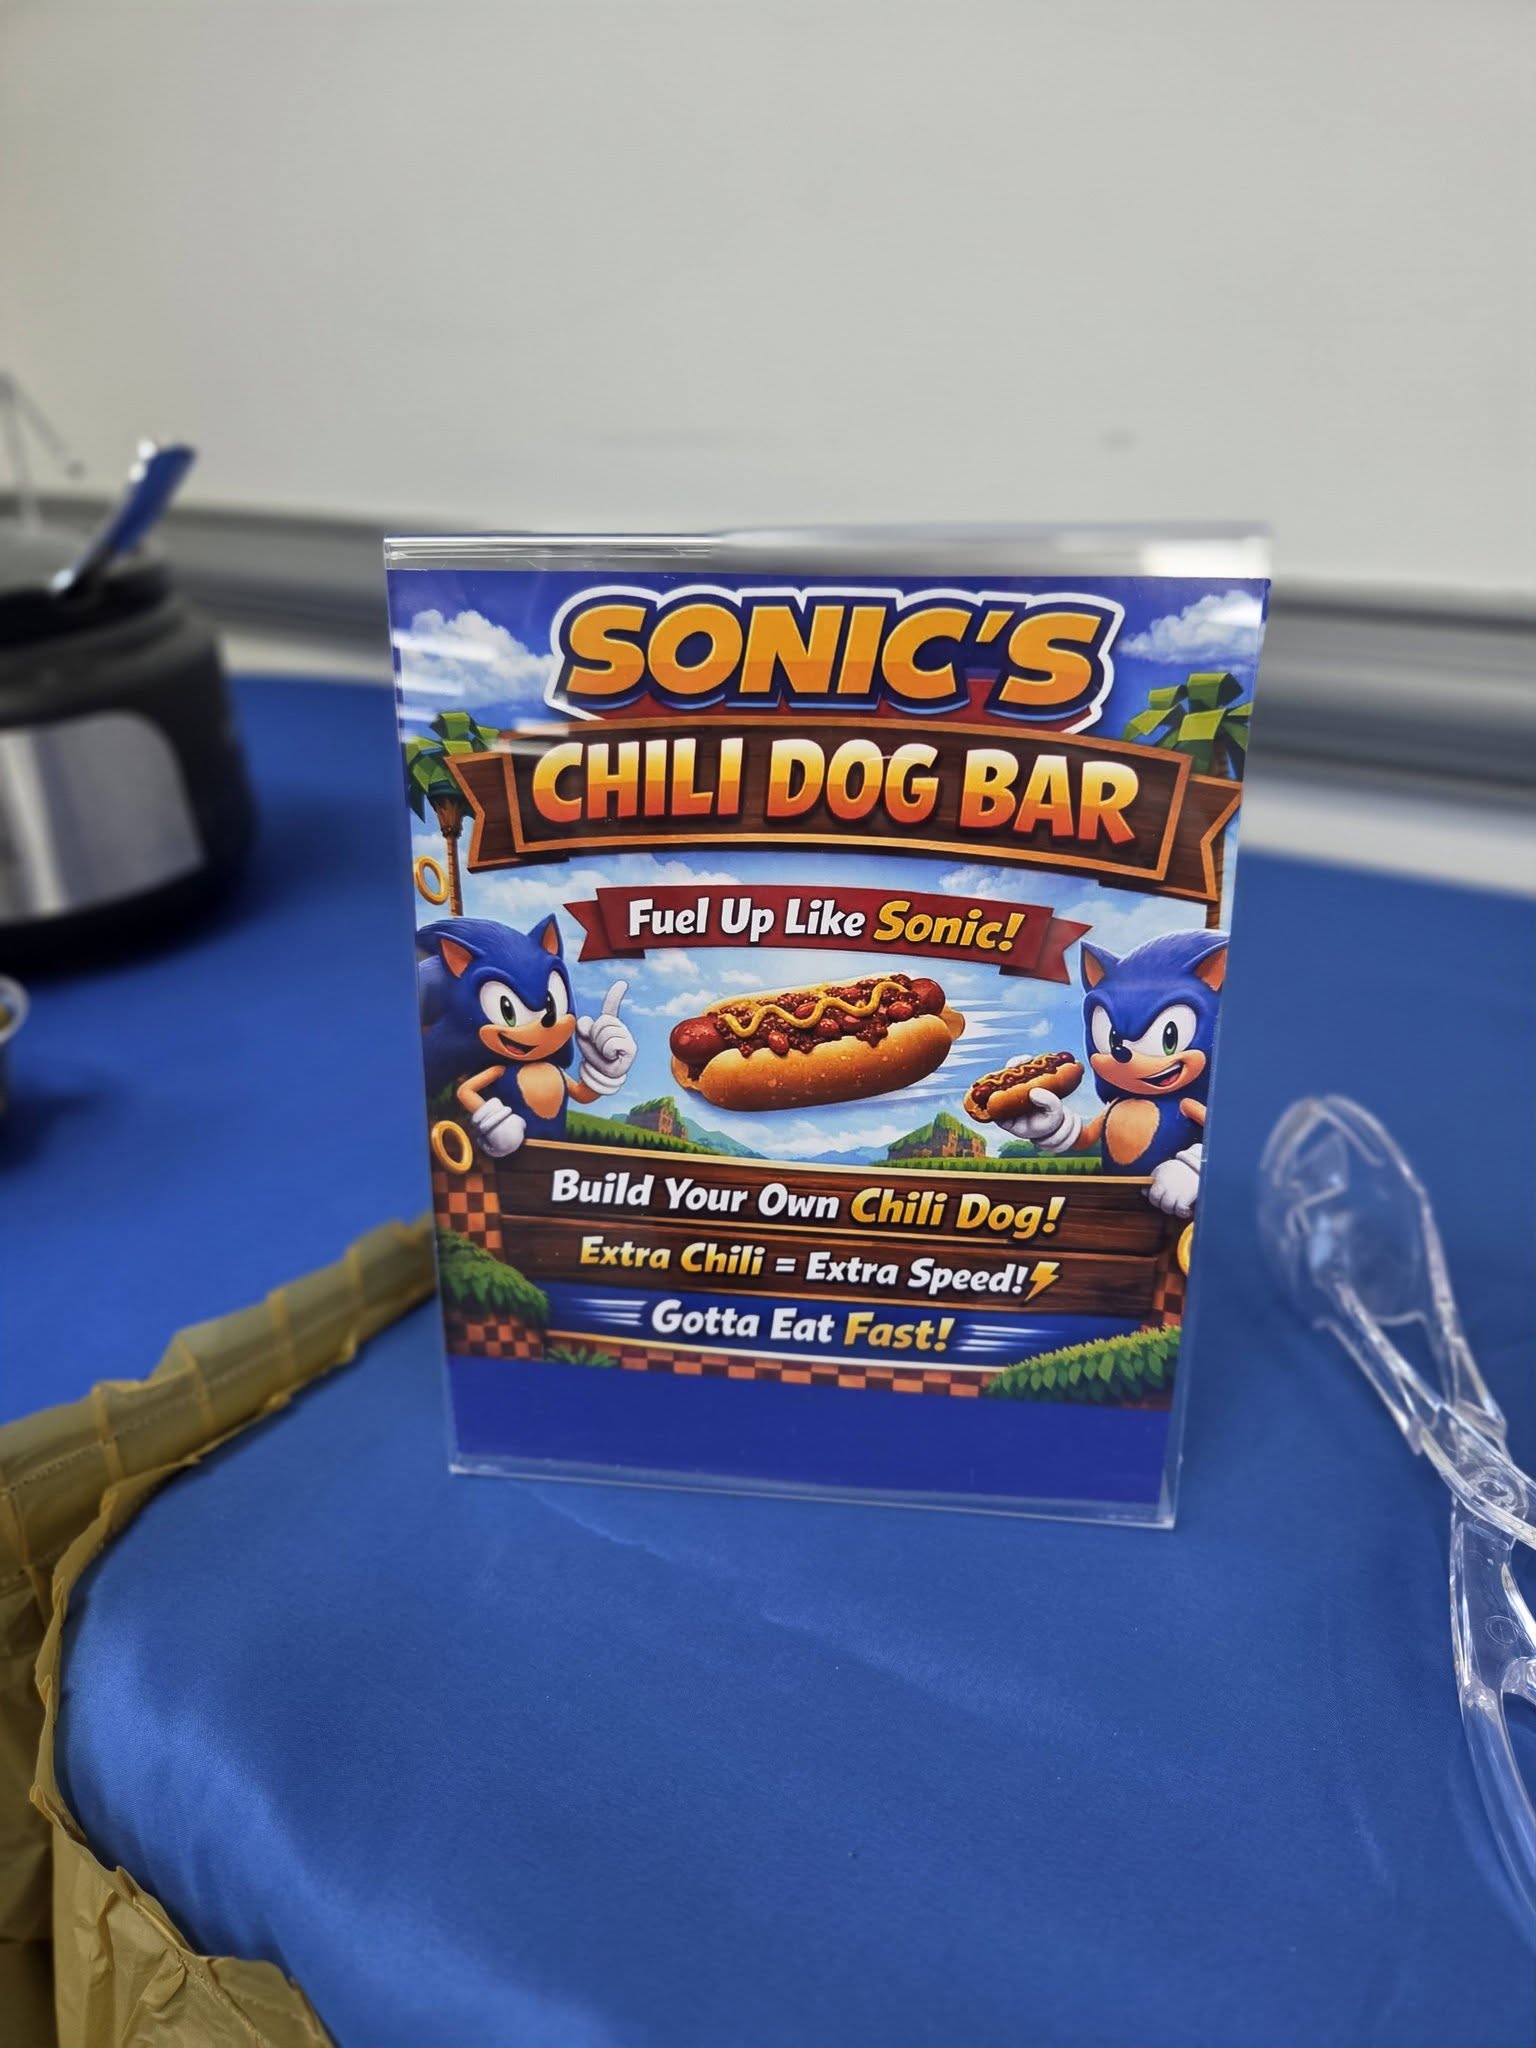 SONIC'S
CHILI DOG BAR
Fuel Up Like Sonic!
Build Your Own Chili Dog!
Extra Chili = Extra Speed!
Gotta Eat Fast!